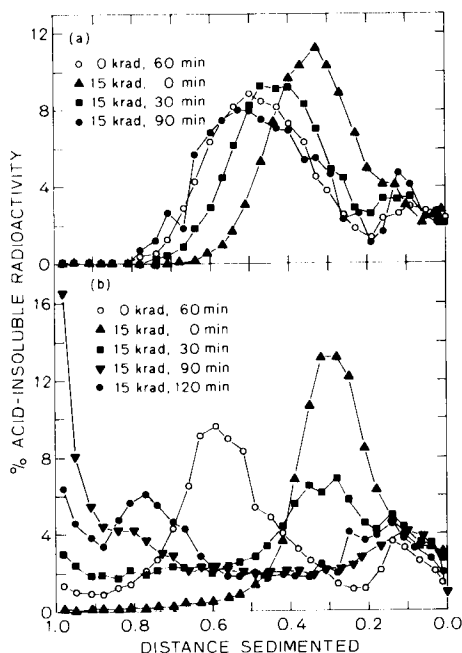 12
8
4
0
(a)
○ 0 krad, 60 min
▲ 15 krad, 0 min
■ 15 krad, 30 min
● 15 krad, 90 min
% ACID-INSOLUBLE RADIOACTIVITY
16
12
8
4
0
(b)
○ 0 krad, 60 min
▲ 15 krad, 0 min
■ 15 krad, 30 min
▼ 15 krad, 90 min
● 15 krad, 120 min
1.0 0.8 0.6 0.4 0.2 0.0
DISTANCE SEDIMENTED